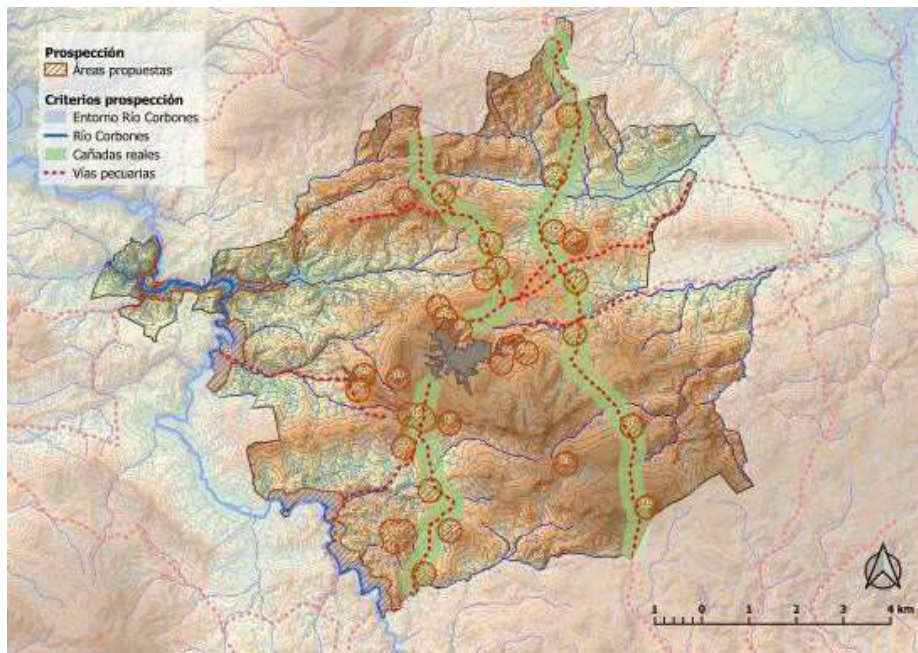 Prospección
Áreas propuestas
Criterios prospección
Entorno Río Corbones
Río Corbones
Cañadas reales
Vías pecuarias
1 0 1 2 3 4 km